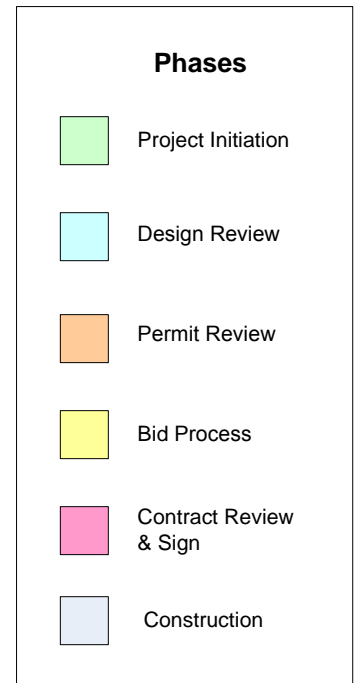 Phases
Project Initiation
Design Review
Permit Review
Bid Process
Contract Review
& Sign
Construction